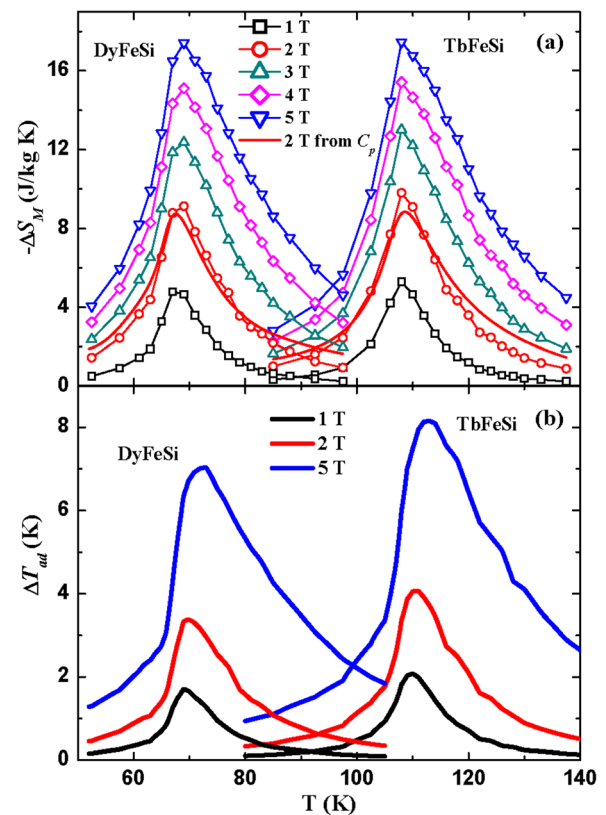 DyFeSi
TbFeSi
(a)
1 T
2 T
3 T
4 T
5 T
2 T from Cp
-ΔSM (J/kg K)
16
12
8
4
0
DyFeSi
TbFeSi
(b)
1 T
2 T
5 T
ΔTad (K)
8
6
4
2
0
60 80 100 120 140
T (K)